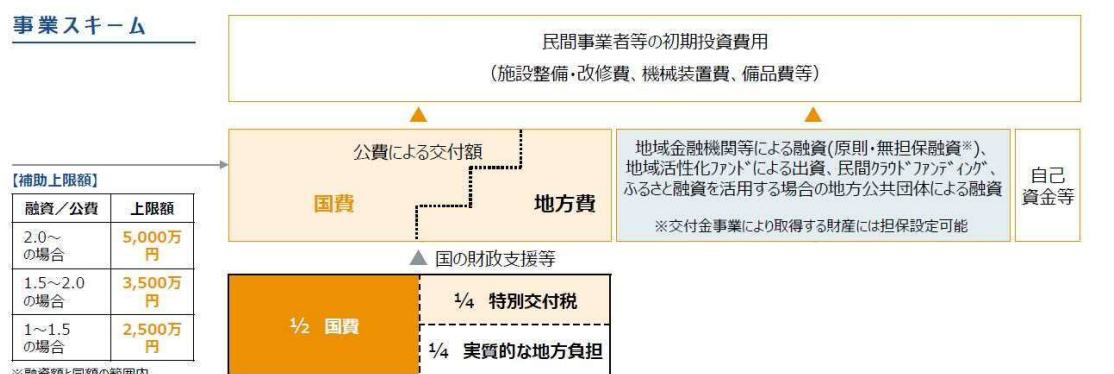 事業スキーム
民間事業者等の初期投資費用
（施設整備・改修費、機械装置費、備品費等）
公費による交付額
国費
地方費
地域金融機関等による融資(原則・無担保融資※)、
地域活性化ﾌｧﾝﾄﾞによる出資、民間ｸﾗｳﾄﾞﾌｧﾝﾃﾞｨﾝｸﾞ、
ふるさと融資を活用する場合の地方公共団体による融資
※交付金事業により取得する財産には担保設定可能
自己
資金等
【補助上限額】
融資／公費 上限額
2.0～
の場合
5,000万
円
1.5～2.0
の場合
3,500万
円
1～1.5
の場合
2,500万
円
※融資額と同額の範囲内
国の財政支援等
½ 国費
¼ 特別交付税
¼ 実質的な地方負担